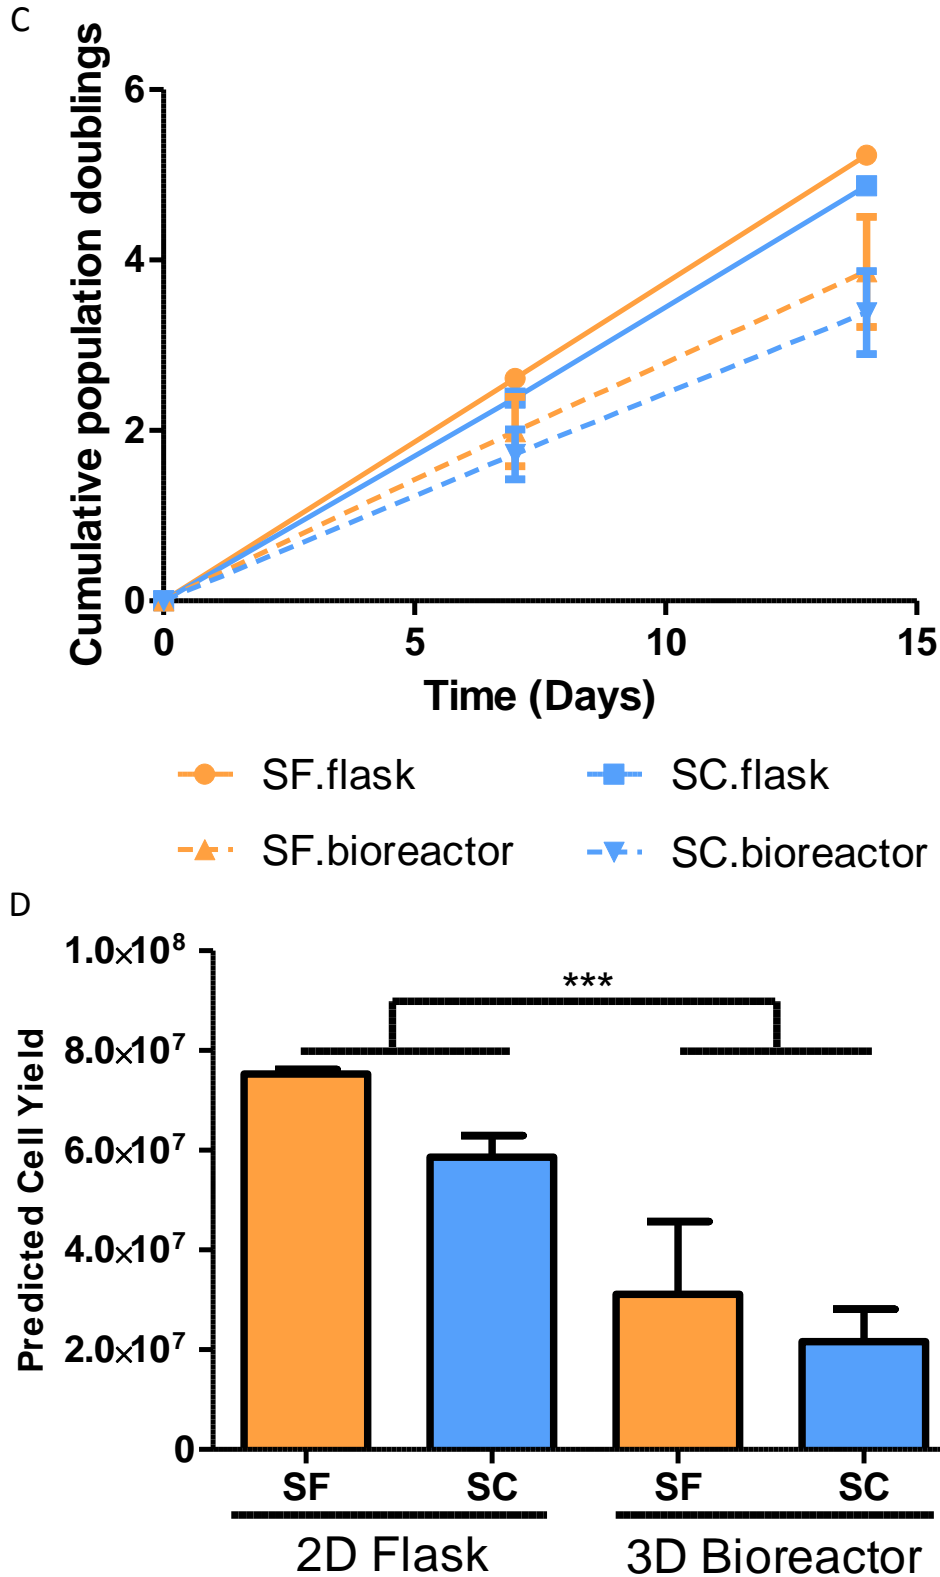 C
Cumulative population doublings
6
4
2
0
0 5 10 15
Time (Days)
SF.flask SC.flask
SF.bioreactor SC.bioreactor
D
Predicted Cell Yield
1.0×10⁸
8.0×10⁷
6.0×10⁷
4.0×10⁷
2.0×10⁷
0
***
SF SC SF SC
2D Flask 3D Bioreactor